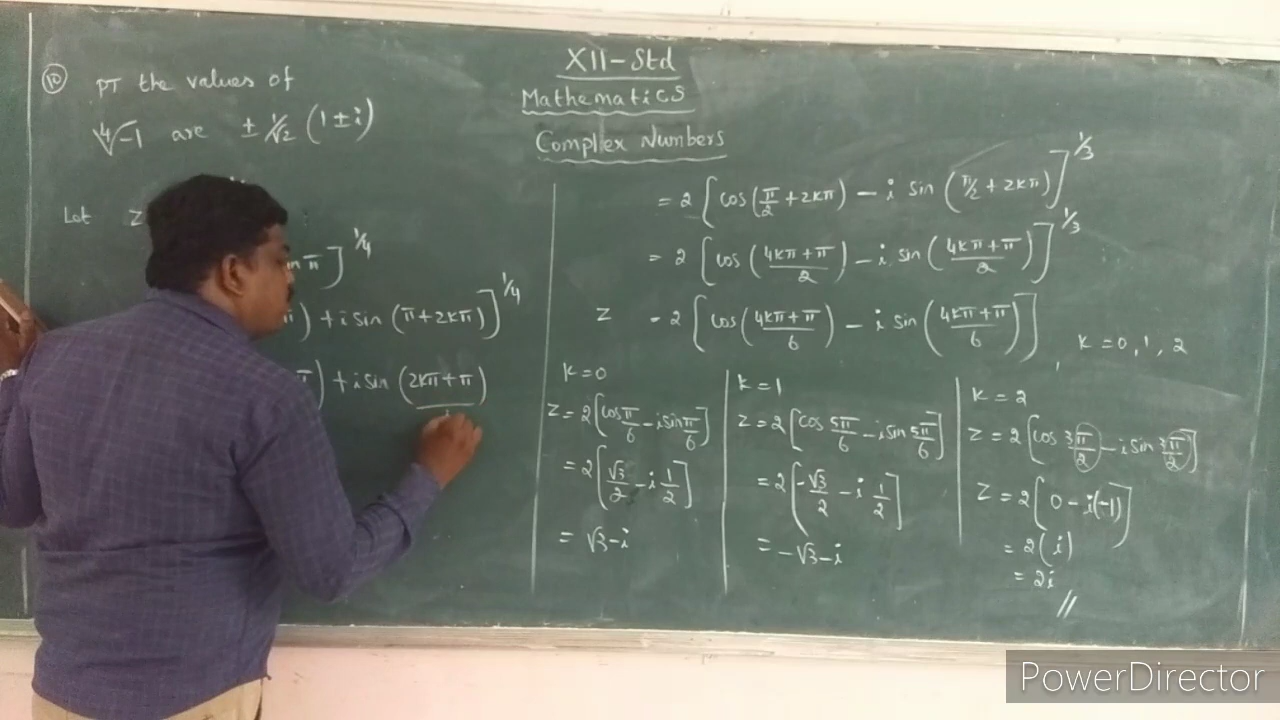 XII-Std
Mathematics
Complex Numbers
⑩ PT the values of
∜-1 are ± 1/√2 (1 ± i)
Let Z
π]^1/4
) + i sin (π + 2kπ)]^1/4
) + i sin (2kπ + π)/
= 2 [cos (π/2 + 2kπ) - i sin (π/2 + 2kπ)]^1/3
= 2 [cos (4kπ + π)/2 - i sin (4kπ + π)/2]^1/3
Z = 2 [cos (4kπ + π)/6 - i sin (4kπ + π)/6]
, k = 0, 1, 2
k = 0
Z = 2 [cos π/6 - i sin π/6]
= 2 [√3/2 - i 1/2]
= √3 - i
k = 1
Z = 2 [cos 5π/6 - i sin 5π/6]
= 2 [-√3/2 - i 1/2]
= -√3 - i
k = 2
Z = 2 [cos 3π/2 - i sin 3π/2]
Z = 2 [0 - i(-1)]
= 2(i)
= 2i //
PowerDirector